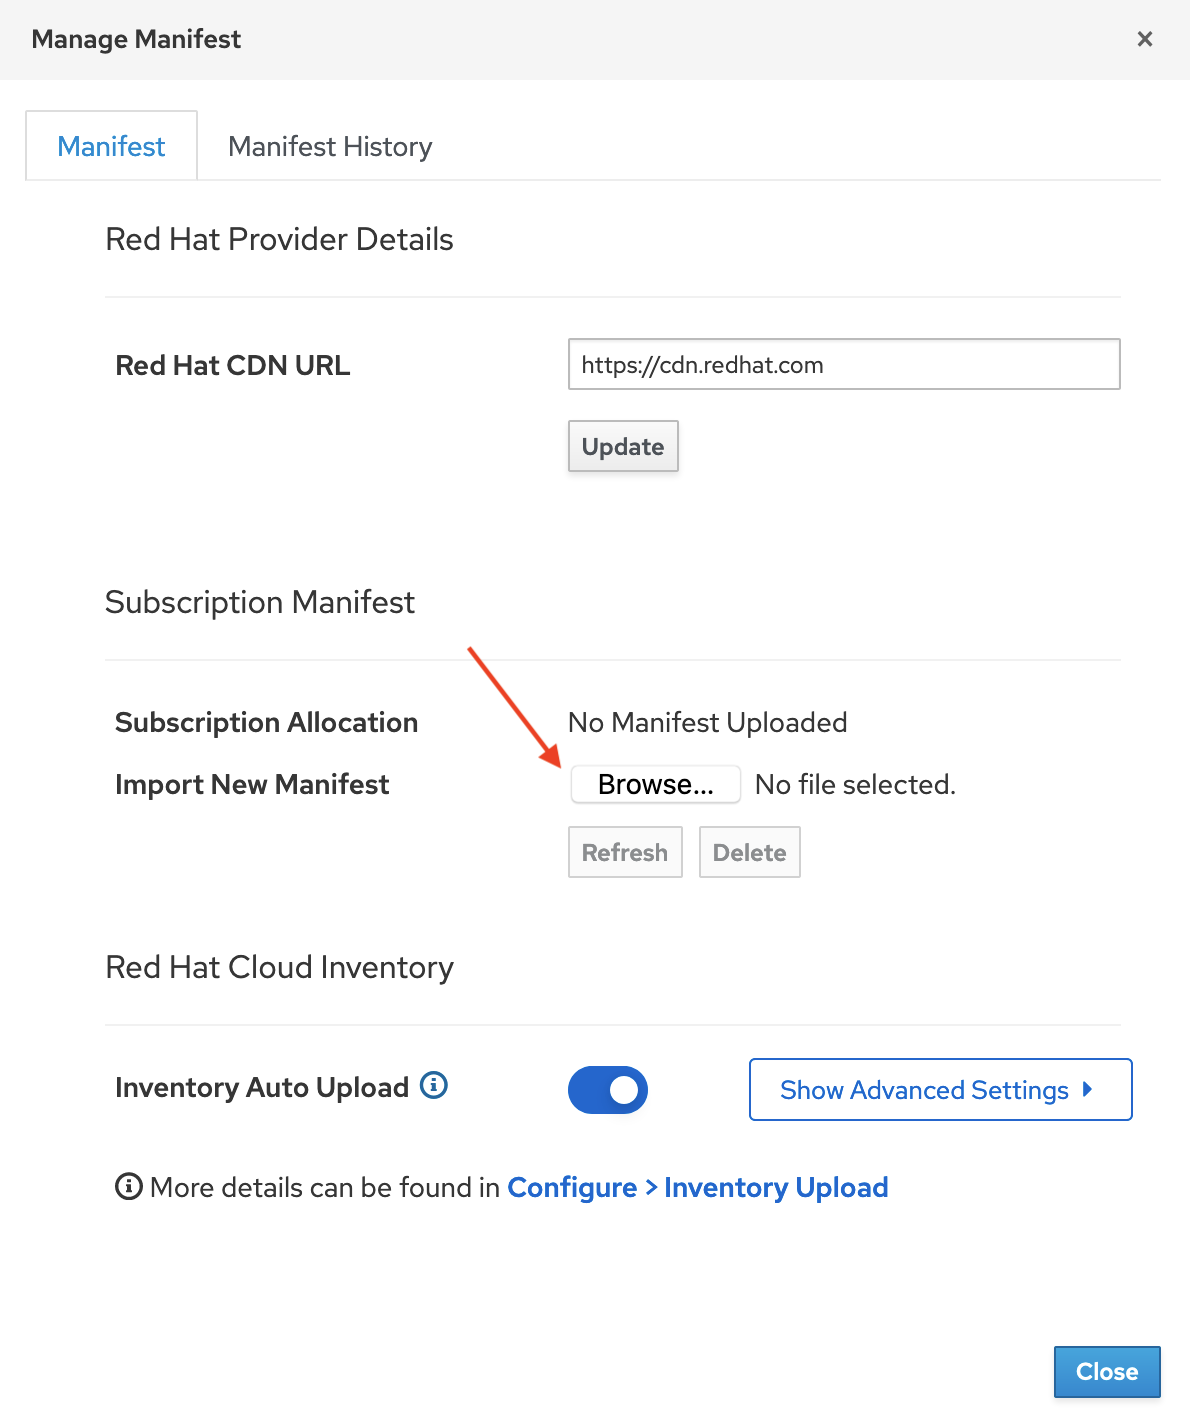 Manage Manifest ×
Manifest Manifest History
Red Hat Provider Details
Red Hat CDN URL https://cdn.redhat.com
Update
Subscription Manifest
Subscription Allocation No Manifest Uploaded
Import New Manifest Browse... No file selected.
Refresh Delete
Red Hat Cloud Inventory
Inventory Auto Upload Show Advanced Settings
More details can be found in Configure > Inventory Upload
Close